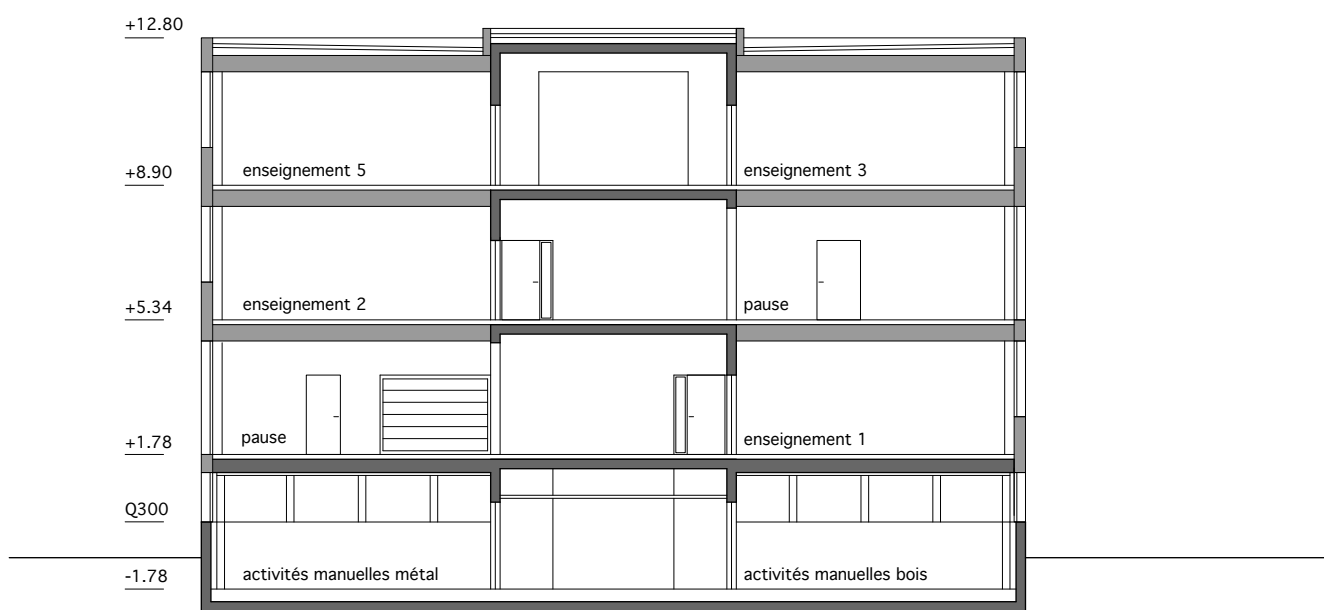 +12.80
+8.90
enseignement 5
enseignement 3
+5.34
enseignement 2
pause
+1.78
pause
enseignement 1
Q300
-1.78
activités manuelles métal
activités manuelles bois